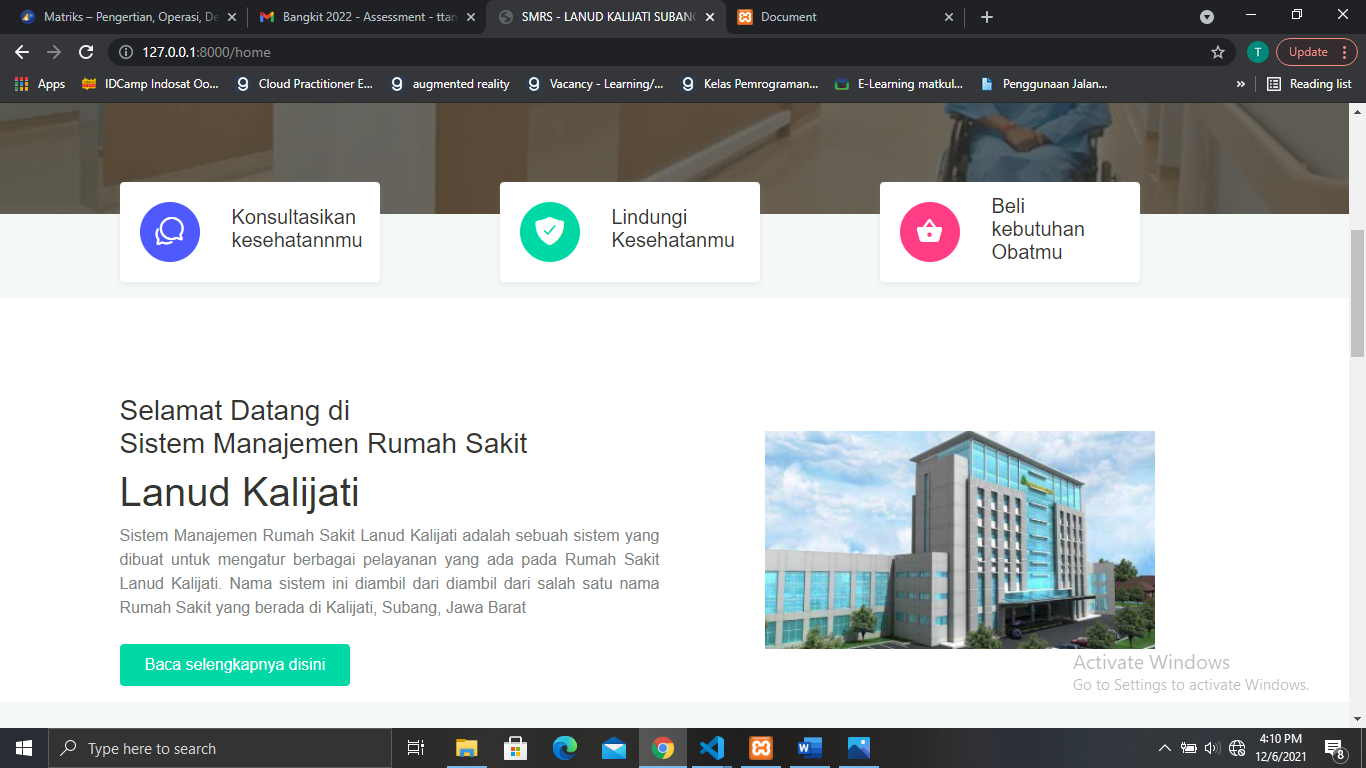 Matriks – Pengertian, Operasi, De
Bangkit 2022 - Assessment - ttan
SMRS - LANUD KALIJATI SUBANG
Document
127.0.0.1:8000/home
T
Update
Apps
IDCamp Indosat Oo...
Cloud Practitioner E...
augmented reality
Vacancy - Learning/...
Kelas Pemrograman...
E-Learning matkul...
Penggunaan Jalan...
»
Reading list
Konsultasikan
kesehatannmu
Lindungi
Kesehatanmu
Beli
kebutuhan
Obatmu
Selamat Datang di
Sistem Manajemen Rumah Sakit
Lanud Kalijati
Sistem Manajemen Rumah Sakit Lanud Kalijati adalah sebuah sistem yang
dibuat untuk mengatur berbagai pelayanan yang ada pada Rumah Sakit
Lanud Kalijati. Nama sistem ini diambil dari diambil dari salah satu nama
Rumah Sakit yang berada di Kalijati, Subang, Jawa Barat
Baca selengkapnya disini
Activate Windows
Go to Settings to activate Windows.
Type here to search
4:10 PM
12/6/2021
8